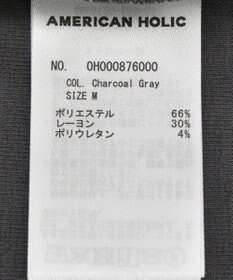 AMERICAN HOLIC
NO. OH000876000
COL. Charcoal Gray
SIZE M
ポリエステル 66%
レーヨン 30%
ポリウレタン 4%